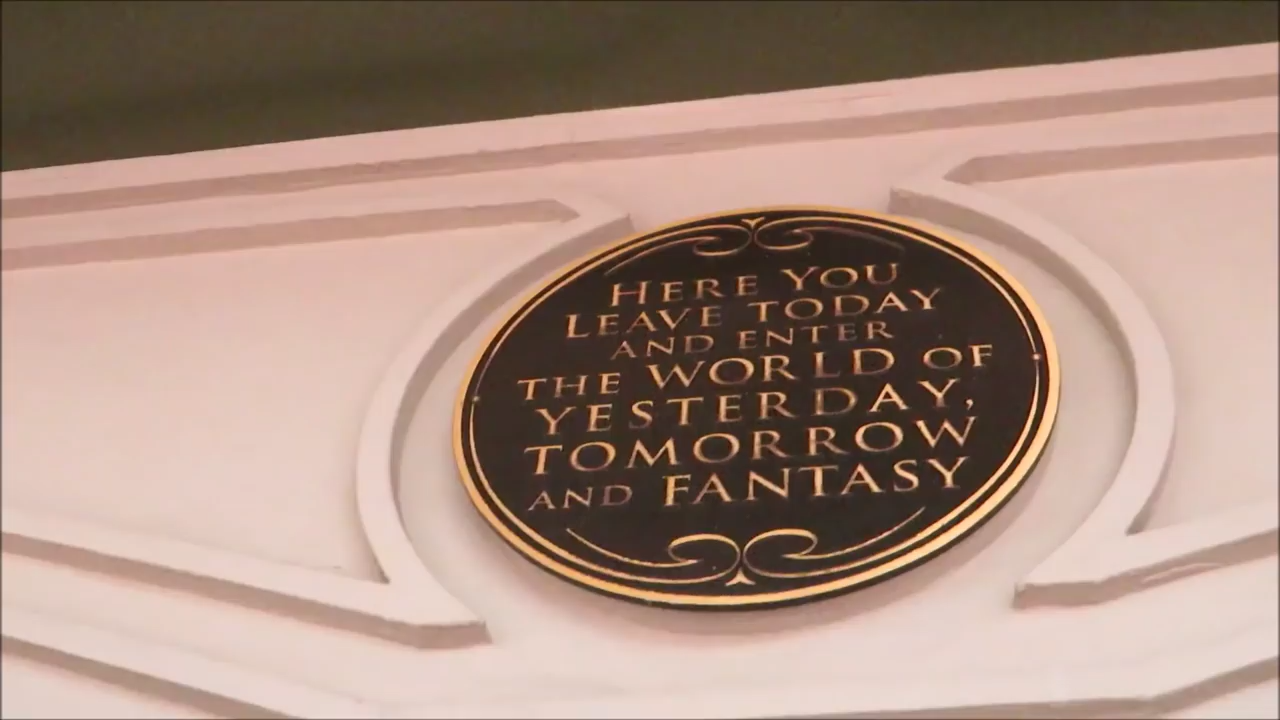 HERE YOU
LEAVE TODAY
AND ENTER
THE WORLD OF
YESTERDAY,
TOMORROW
AND FANTASY